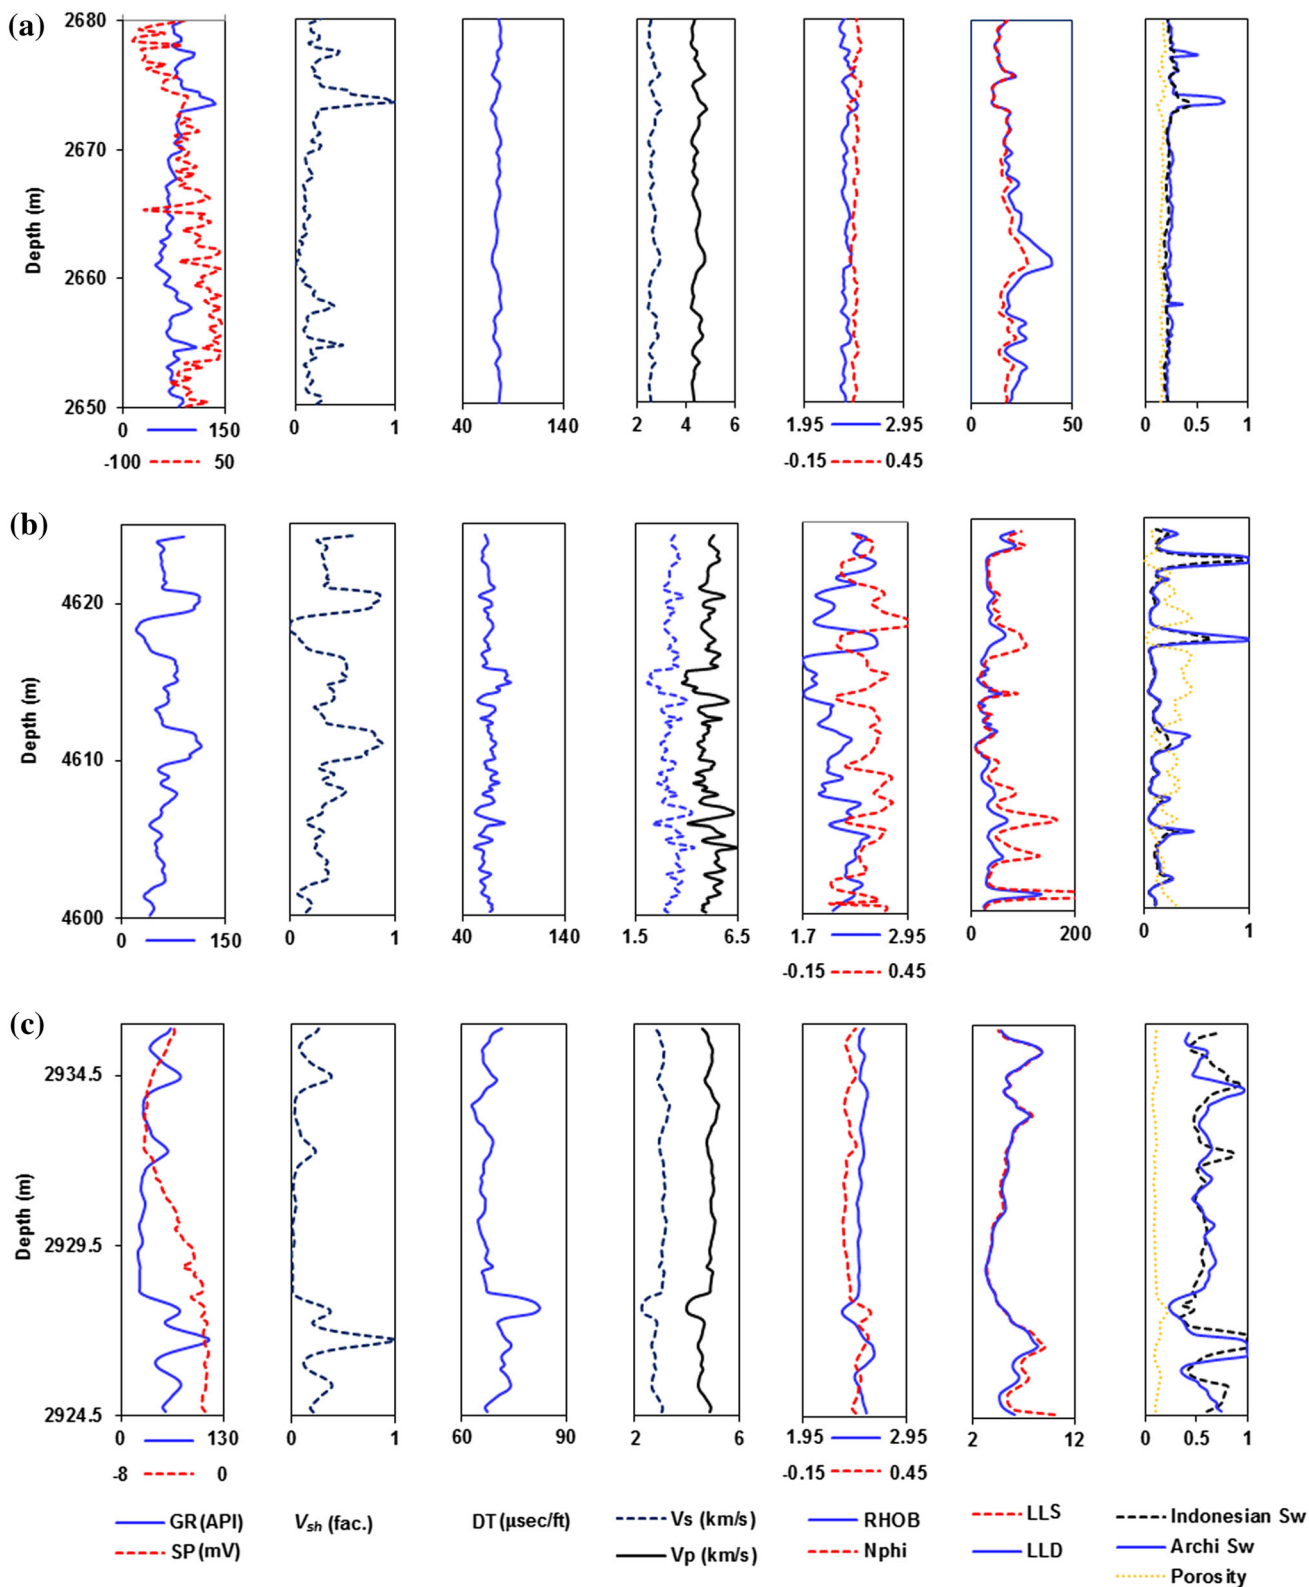 (a)
2680
2670
2660
2650
Depth (m)
0 150
-100 50
0 1
40 140
2 4 6
1.95 2.95
-0.15 0.45
0 50
0 0.5 1
(b)
4620
4610
4600
Depth (m)
0 150
0 1
40 140
1.5 6.5
1.7 2.95
-0.15 0.45
0 200
0 1
(c)
2934.5
2929.5
2924.5
Depth (m)
0 130
-8 0
0 1
60 90
2 6
1.95 2.95
-0.15 0.45
2 12
0 0.5 1
GR(API)
SP(mV)
Vsh (fac.)
DT (μsec/ft)
Vs (km/s)
Vp (km/s)
RHOB
Nphi
LLS
LLD
Indonesian Sw
Archi Sw
Porosity